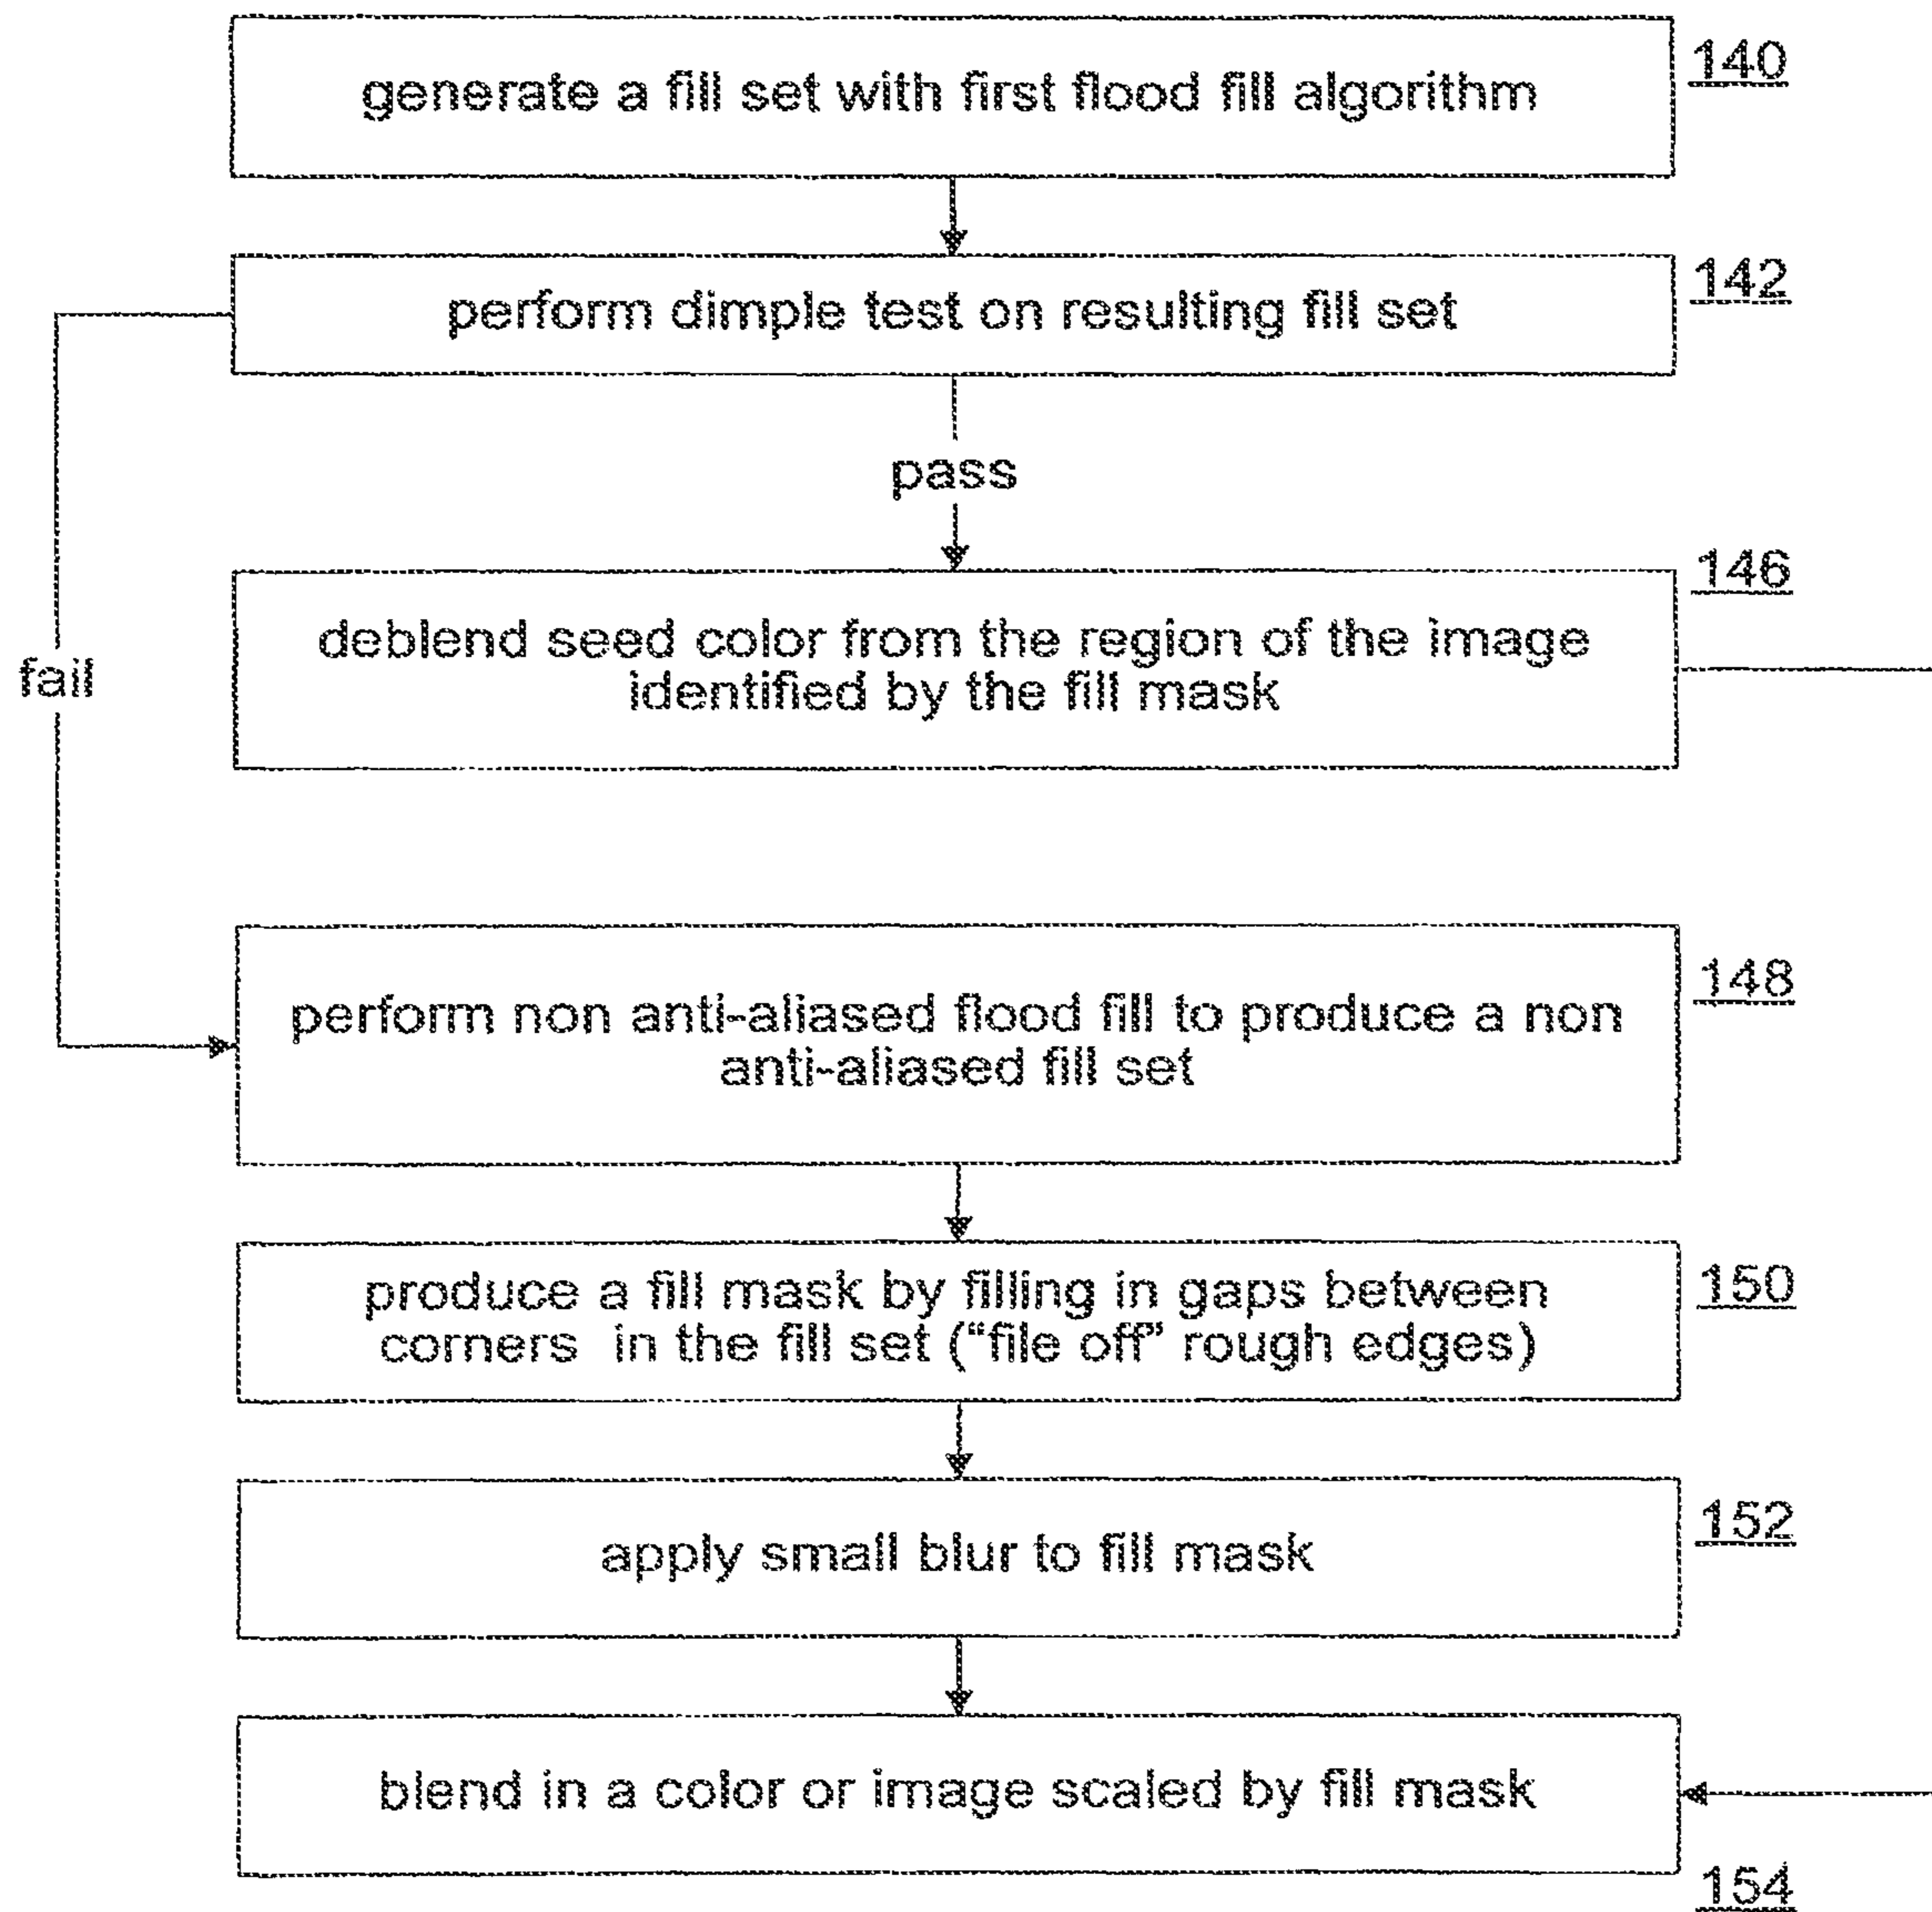 generate a fill set with first flood fill algorithm
140
perform dimple test on resulting fill set
142
pass
146
deblend seed color from the region of the image
identified by the fill mask
fail
148
perform non anti-aliased flood fill to produce a non
anti-aliased fill set
150
produce a fill mask by filling in gaps between
corners in the fill set (“file off” rough edges)
152
apply small blur to fill mask
blend in a color or image scaled by fill mask
154